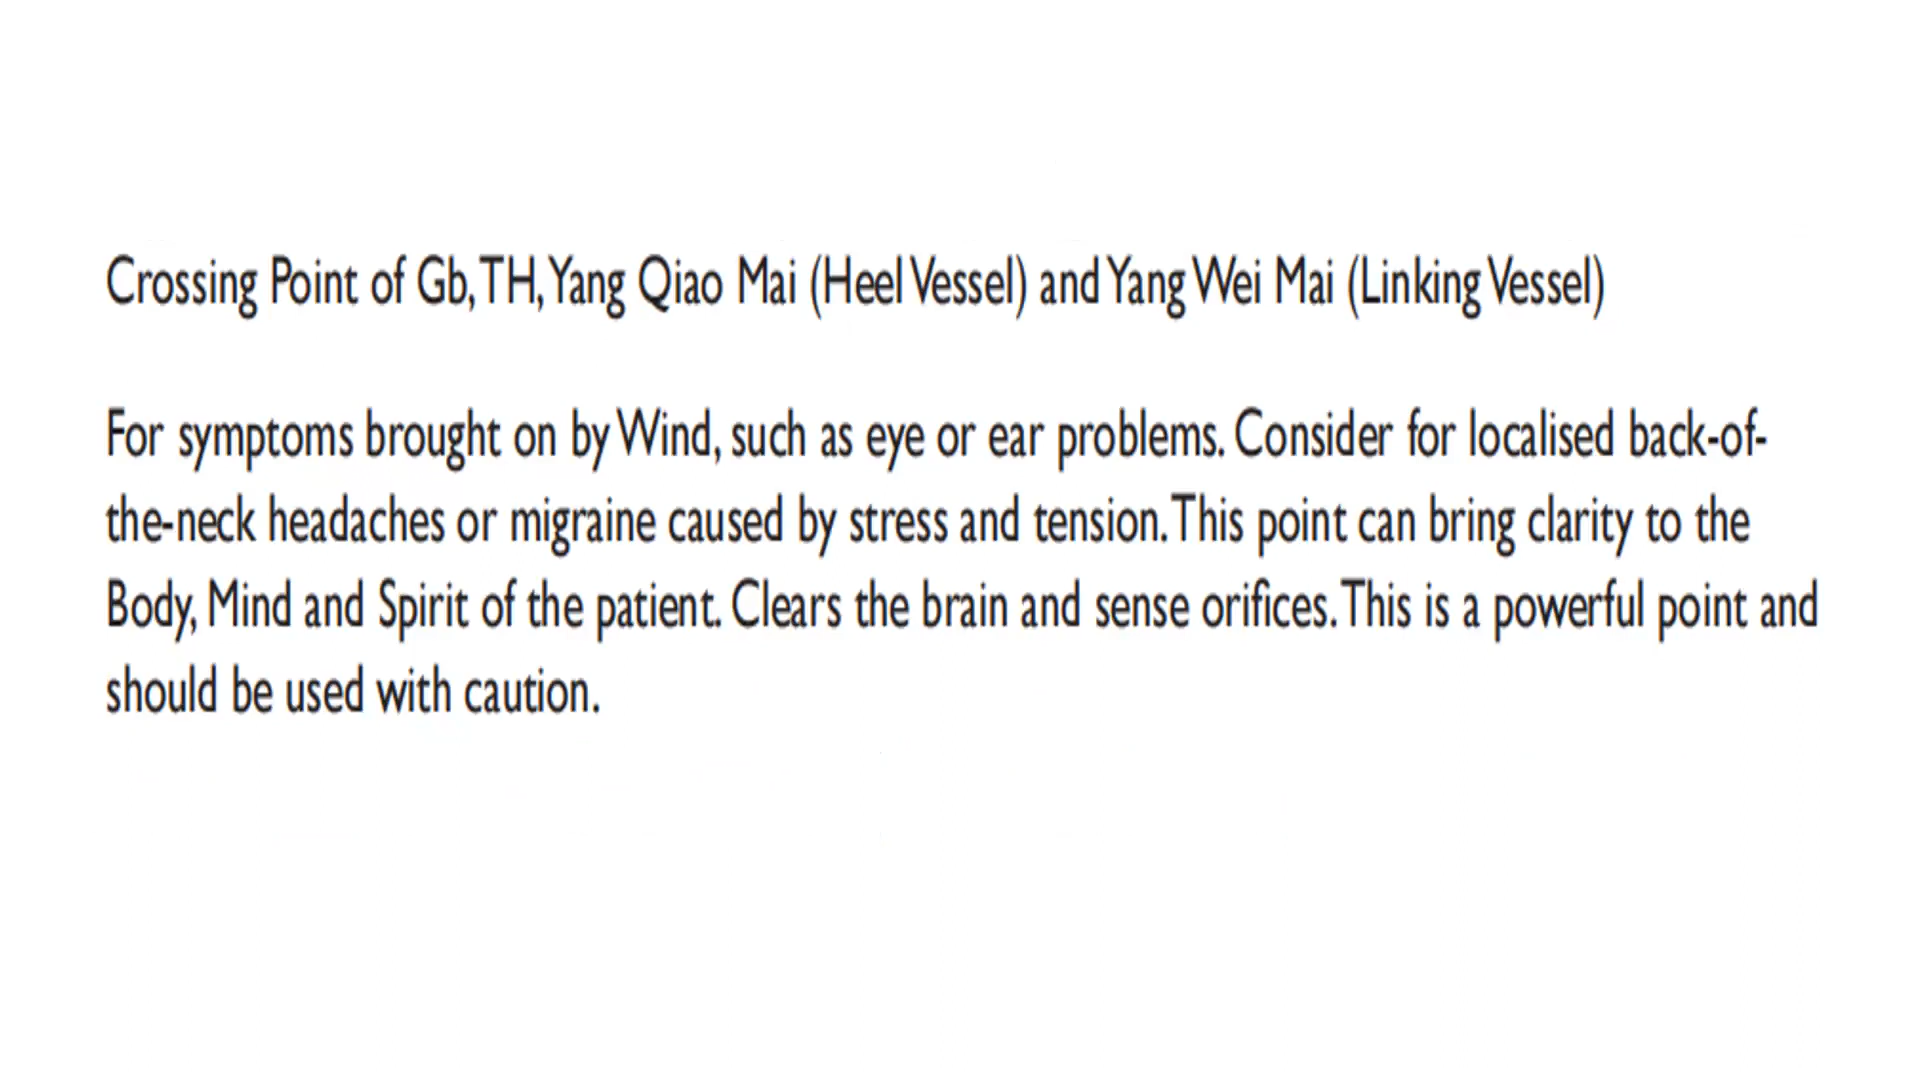 Crossing Point of Gb, TH, Yang Qiao Mai (Heel Vessel) and Yang Wei Mai (Linking Vessel)
For symptoms brought on by Wind, such as eye or ear problems. Consider for localised back-of-
the-neck headaches or migraine caused by stress and tension. This point can bring clarity to the
Body, Mind and Spirit of the patient. Clears the brain and sense orifices. This is a powerful point and
should be used with caution.